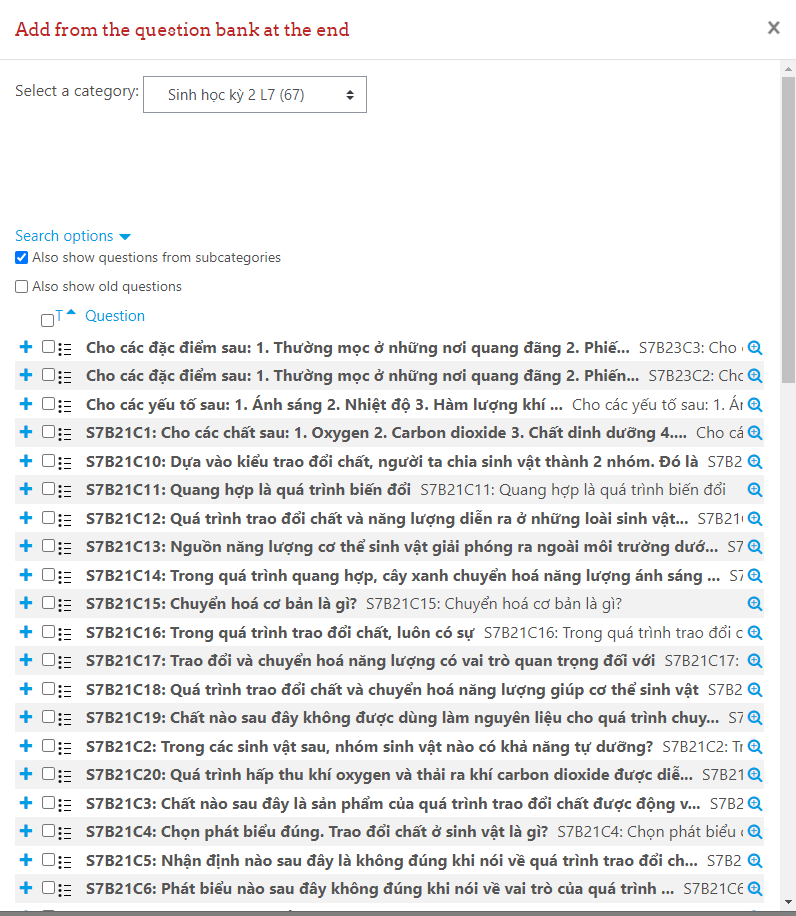 Add from the question bank at the end ×
Select a category: Sinh học kỳ 2 L7 (67)
Search options
Also show questions from subcategories
Also show old questions
T Question
Cho các đặc điểm sau: 1. Thường mọc ở những nơi quang đãng 2. Phiế... S7B23C3: Cho
Cho các đặc điểm sau: 1. Thường mọc ở những nơi quang đãng 2. Phiến... S7B23C2: Cho
Cho các yếu tố sau: 1. Ánh sáng 2. Nhiệt độ 3. Hàm lượng khí ... Cho các yếu tố sau: 1. Án
S7B21C1: Cho các chất sau: 1. Oxygen 2. Carbon dioxide 3. Chất dinh dưỡng 4.... Cho cá
S7B21C10: Dựa vào kiểu trao đổi chất, người ta chia sinh vật thành 2 nhóm. Đó là S7B2
S7B21C11: Quang hợp là quá trình biến đổi S7B21C11: Quang hợp là quá trình biến đổi
S7B21C12: Quá trình trao đổi chất và năng lượng diễn ra ở những loài sinh vật... S7B21
S7B21C13: Nguồn năng lượng cơ thể sinh vật giải phóng ra ngoài môi trường dướ... S7
S7B21C14: Trong quá trình quang hợp, cây xanh chuyển hoá năng lượng ánh sáng ... S7
S7B21C15: Chuyển hoá cơ bản là gì? S7B21C15: Chuyển hoá cơ bản là gì?
S7B21C16: Trong quá trình trao đổi chất, luôn có sự S7B21C16: Trong quá trình trao đổi c
S7B21C17: Trao đổi và chuyển hoá năng lượng có vai trò quan trọng đối với S7B21C17:
S7B21C18: Quá trình trao đổi chất và chuyển hoá năng lượng giúp cơ thể sinh vật S7B2
S7B21C19: Chất nào sau đây không được dùng làm nguyên liệu cho quá trình chuy... S7
S7B21C2: Trong các sinh vật sau, nhóm sinh vật nào có khả năng tự dưỡng? S7B21C2: Tr
S7B21C20: Quá trình hấp thu khí oxygen và thải ra khí carbon dioxide được diễ... S7B21
S7B21C3: Chất nào sau đây là sản phẩm của quá trình trao đổi chất được động v... S7B2
S7B21C4: Chọn phát biểu đúng. Trao đổi chất ở sinh vật là gì? S7B21C4: Chọn phát biểu
S7B21C5: Nhận định nào sau đây là không đúng khi nói về quá trình trao đổi ch... S7B2
S7B21C6: Phát biểu nào sau đây không đúng khi nói về vai trò của quá trình ... S7B21C6